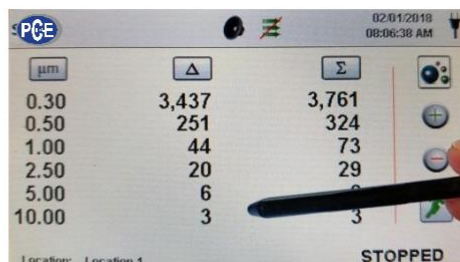 PCE
02/01/2018
08:06:38 AM
µm Δ Σ
0.30 3,437 3,761
0.50 251 324
1.00 44 73
2.50 20 29
5.00 6
10.00 3 3
Location: Location 1
STOPPED